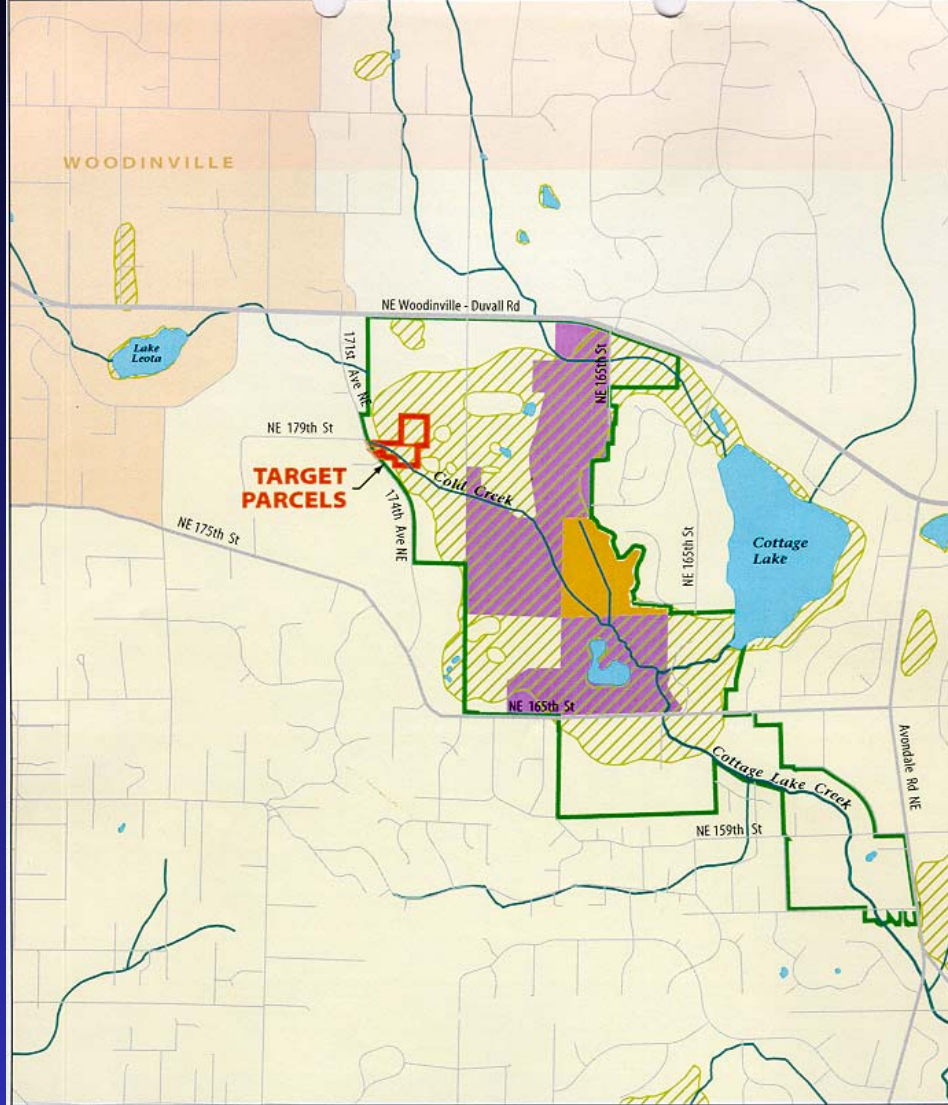 WOODINVILLE
NE Woodinville - Duvall Rd
Lake
Leota
171st Ave NE
NE 165th St
NE 179th St
TARGET
PARCELS
Cold Creek
174th Ave NE
NE 175th St
NE 165th St
Cottage
Lake
NE 165th St
Cottage Lake Creek
Avondale Rd NE
NE 159th St